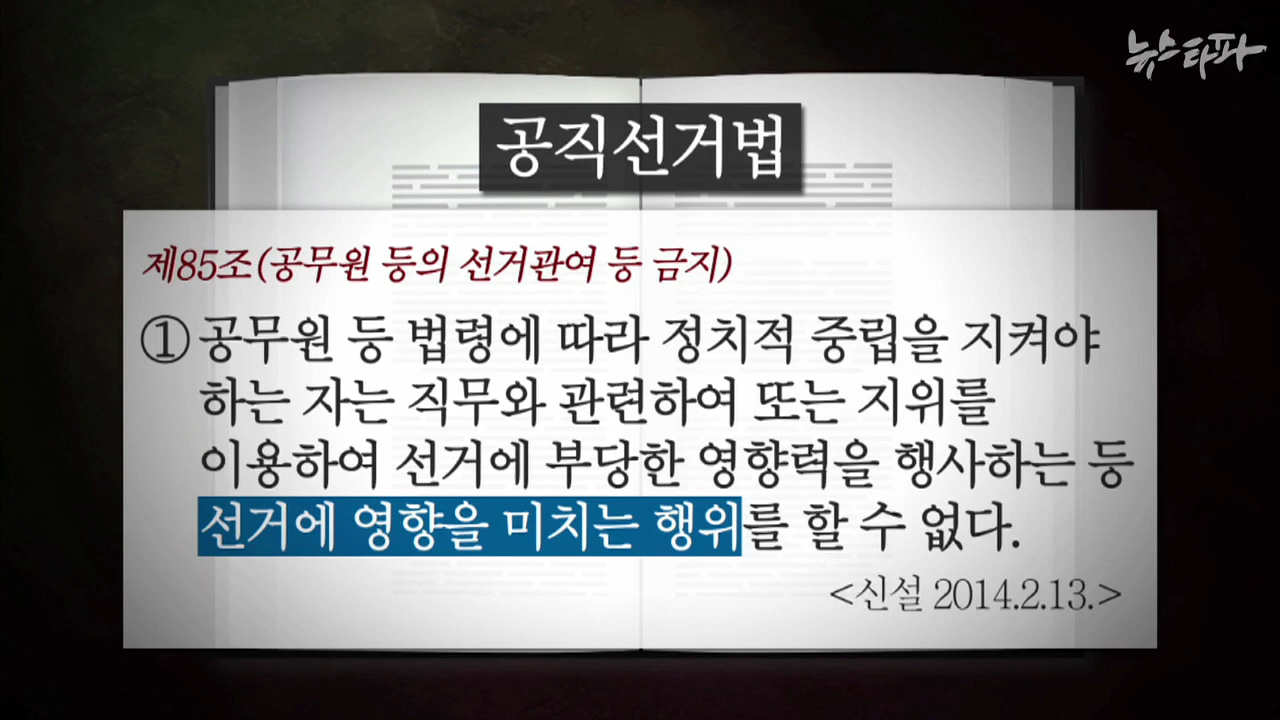 뉴스타파
공직선거법
제85조(공무원 등의 선거관여 등 금지)
① 공무원 등 법령에 따라 정치적 중립을 지켜야
하는 자는 직무와 관련하여 또는 지위를
이용하여 선거에 부당한 영향력을 행사하는 등
선거에 영향을 미치는 행위를 할 수 없다.
<신설 2014.2.13.>